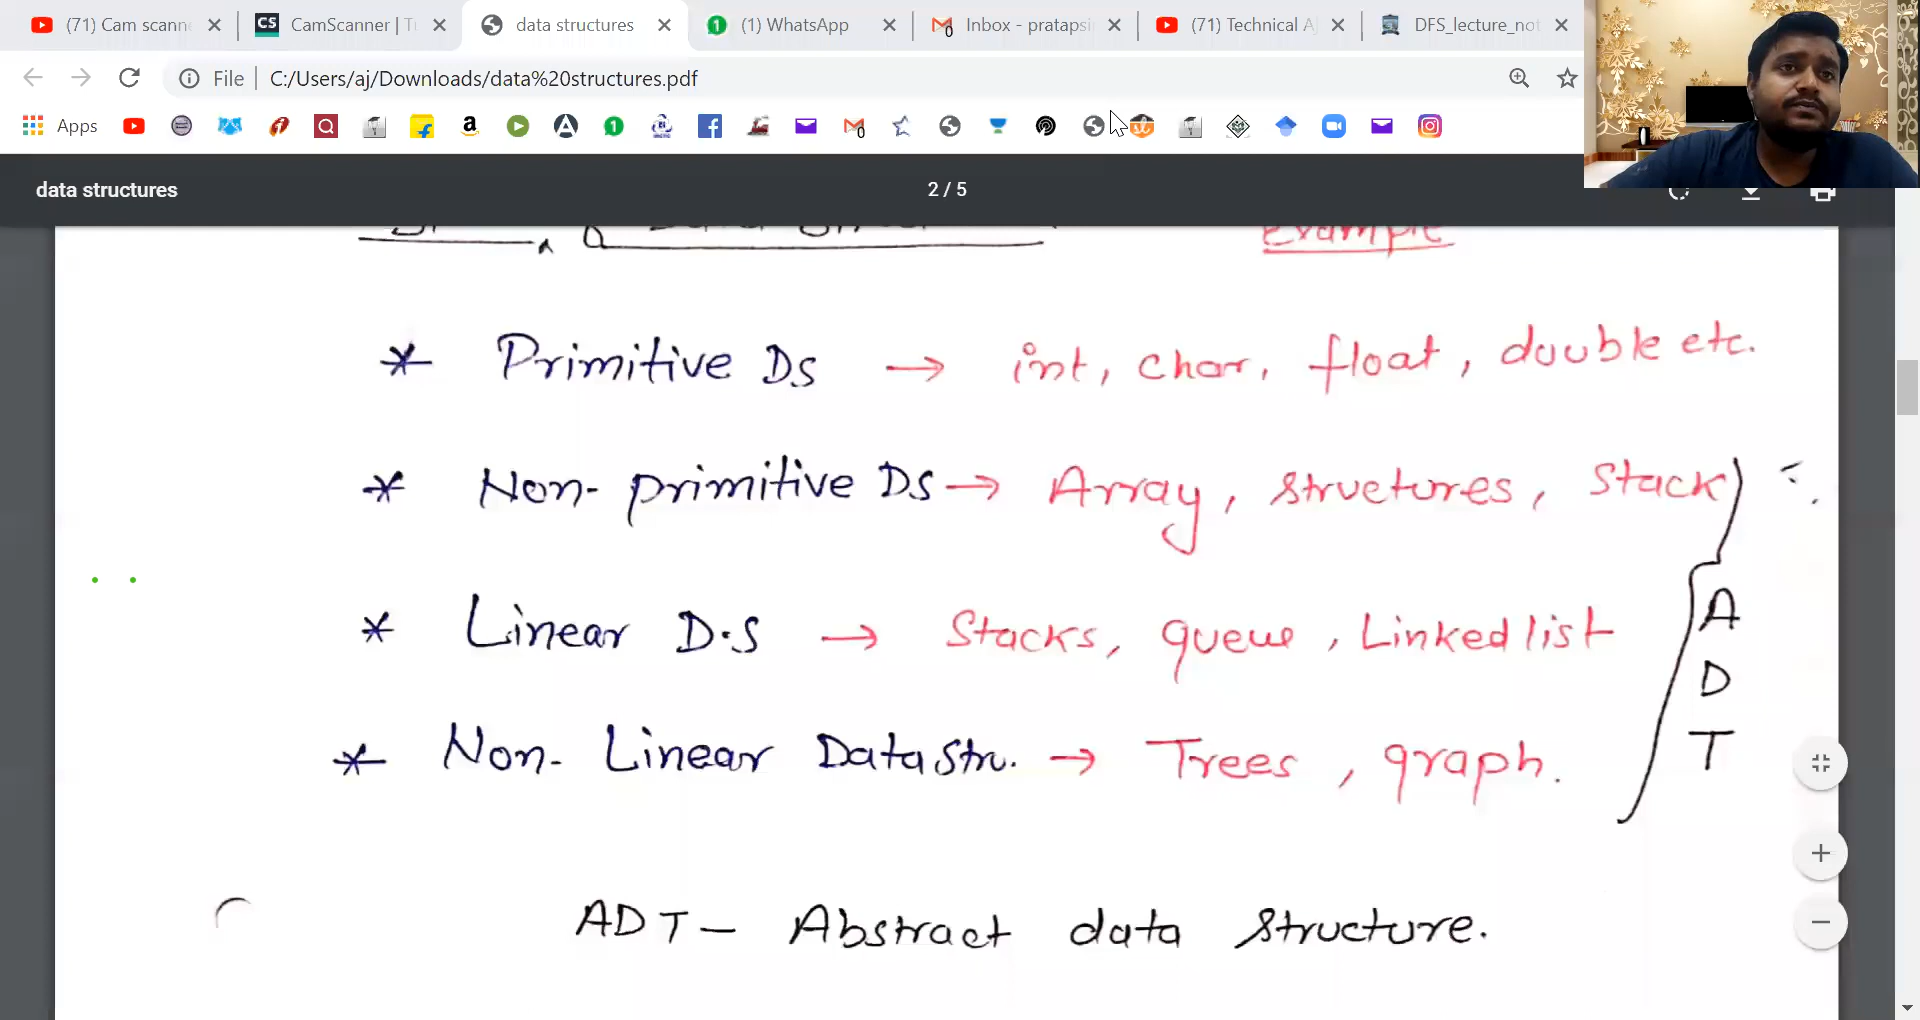 (71) Cam scann CamScanner | T data structures (1) WhatsApp Inbox - pratapsi (71) Technical A DFS_lecture_not
File C:/Users/aj/Downloads/data%20structures.pdf
Apps
data structures 2 / 5
Example
* Primitive Ds → int, char, float, double etc.
* Non-primitive Ds → Array, structures, Stack
* Linear D.S → Stacks, queue, Linked list
* Non-Linear Data Stru. → Trees, graph.
A
D
T
ADT - Abstract data structure.